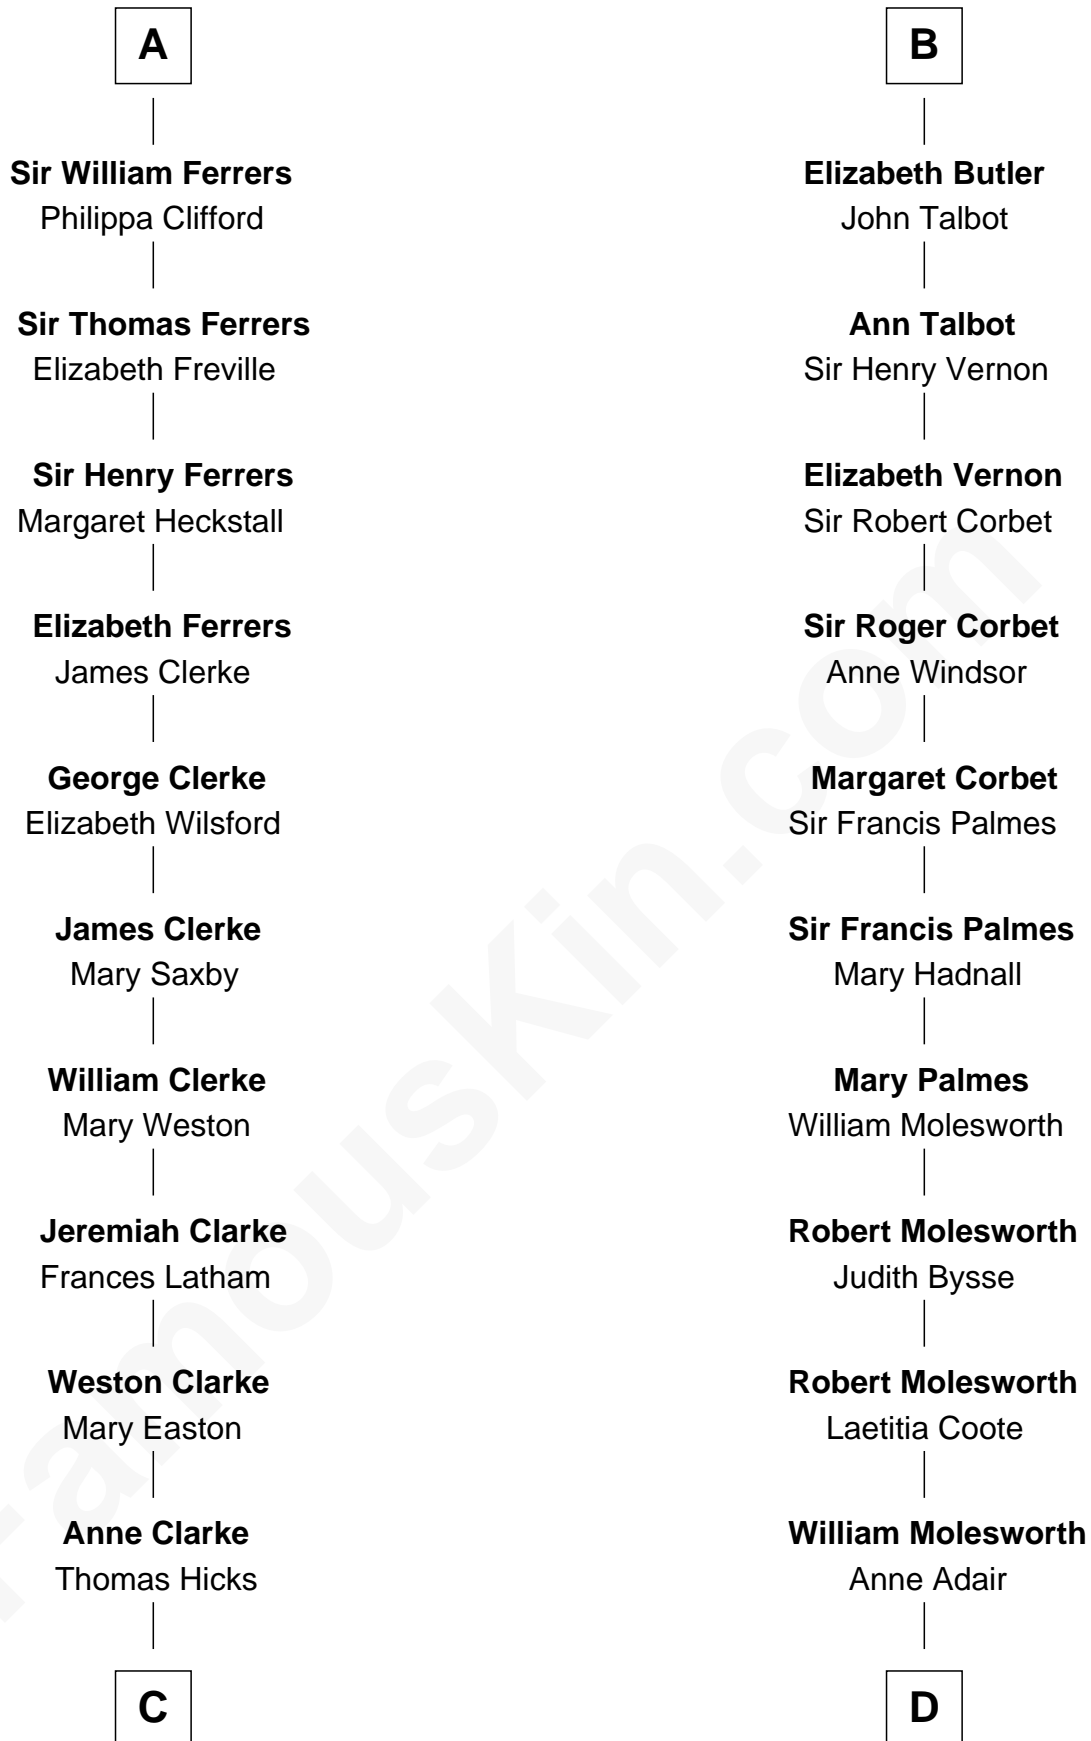 A
Sir William Ferrers
Philippa Clifford
Sir Thomas Ferrers
Elizabeth Freville
Sir Henry Ferrers
Margaret Heckstall
Elizabeth Ferrers
James Clerke
George Clerke
Elizabeth Wilsford
James Clerke
Mary Saxby
William Clerke
Mary Weston
Jeremiah Clarke
Frances Latham
Weston Clarke
Mary Easton
Anne Clarke
Thomas Hicks
C
B
Elizabeth Butler
John Talbot
Ann Talbot
Sir Henry Vernon
Elizabeth Vernon
Sir Robert Corbet
Sir Roger Corbet
Anne Windsor
Margaret Corbet
Sir Francis Palmes
Sir Francis Palmes
Mary Hadnall
Mary Palmes
William Molesworth
Robert Molesworth
Judith Bysse
Robert Molesworth
Laetitia Coote
William Molesworth
Anne Adair
D
FamousKin.com